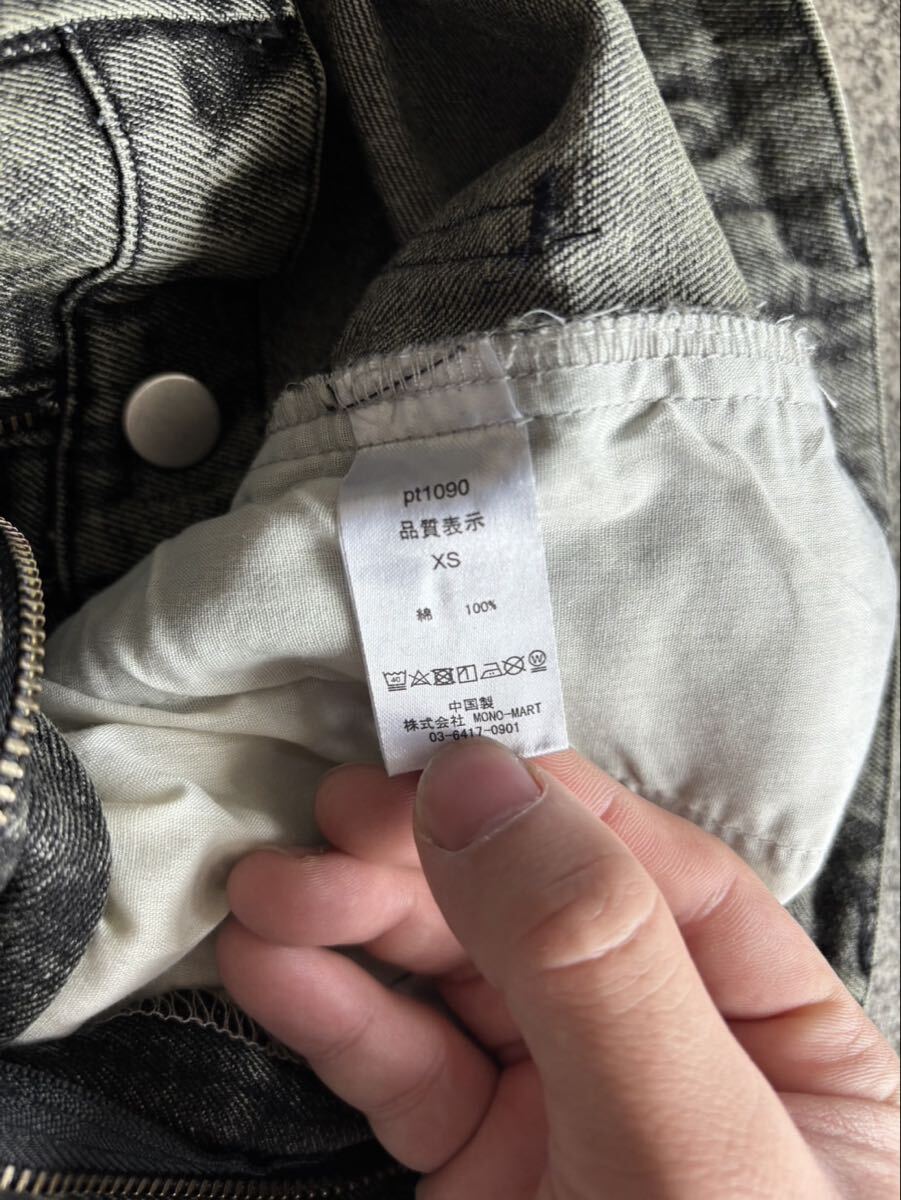 pt1090
品質表示
XS
綿 100%
40 W
中国製
株式会社 MONO-MART
03-6417-0901